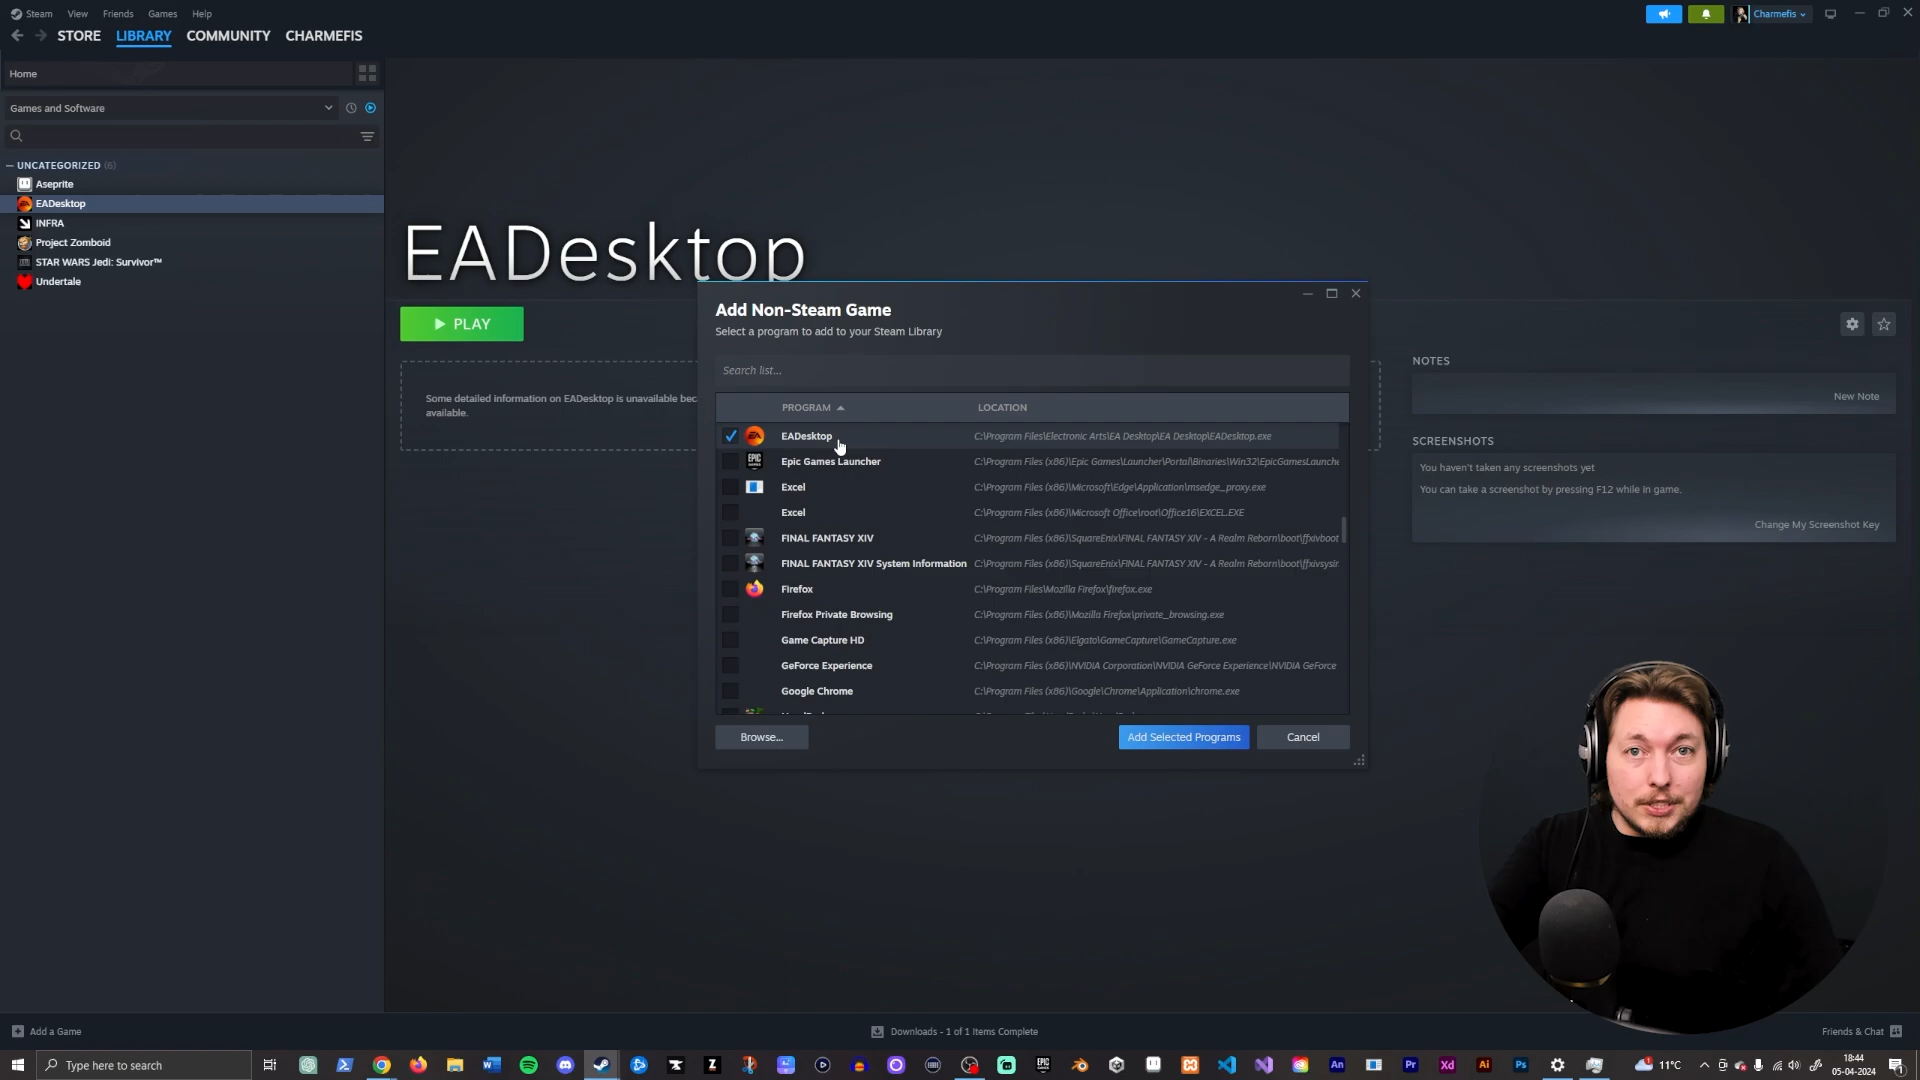 Steam View Friends Games Help
Charmefis
STORE LIBRARY COMMUNITY CHARMEFIS
Home
Games and Software
UNCATEGORIZED (6)
Aseprite
EADesktop
INFRA
Project Zomboid
STAR WARS Jedi: Survivor™
Undertale
EADesktop
PLAY
Some detailed information on EADesktop is unavailable bec
available.
NOTES
New Note
SCREENSHOTS
You haven't taken any screenshots yet
You can take a screenshot by pressing F12 while in game.
Change My Screenshot Key
Add Non-Steam Game
Select a program to add to your Steam Library
Search list...
PROGRAM LOCATION
EADesktop C:\Program Files\Electronic Arts\EA Desktop\EA Desktop\EADesktop.exe
Epic Games Launcher C:\Program Files (x86)\Epic Games\Launcher\Portal\Binaries\Win32\EpicGamesLaunche
Excel C:\Program Files (x86)\Microsoft\Edge\Application\msedge_proxy.exe
Excel C:\Program Files (x86)\Microsoft Office\root\Office16\EXCEL.EXE
FINAL FANTASY XIV C:\Program Files (x86)\SquareEnix\FINAL FANTASY XIV - A Realm Reborn\boot\ffxivboot
FINAL FANTASY XIV System Information C:\Program Files (x86)\SquareEnix\FINAL FANTASY XIV - A Realm Reborn\boot\ffxivsysin
Firefox C:\Program Files\Mozilla Firefox\firefox.exe
Firefox Private Browsing C:\Program Files (x86)\Mozilla Firefox\private_browsing.exe
Game Capture HD C:\Program Files (x86)\Elgato\GameCapture\GameCapture.exe
GeForce Experience C:\Program Files (x86)\NVIDIA Corporation\NVIDIA GeForce Experience\NVIDIA GeForce
Google Chrome C:\Program Files (x86)\Google\Chrome\Application\chrome.exe
Browse... Add Selected Programs Cancel
Add a Game
Downloads - 1 of 1 Items Complete
Friends & Chat
Type here to search
11°C
18:44
05-04-2024